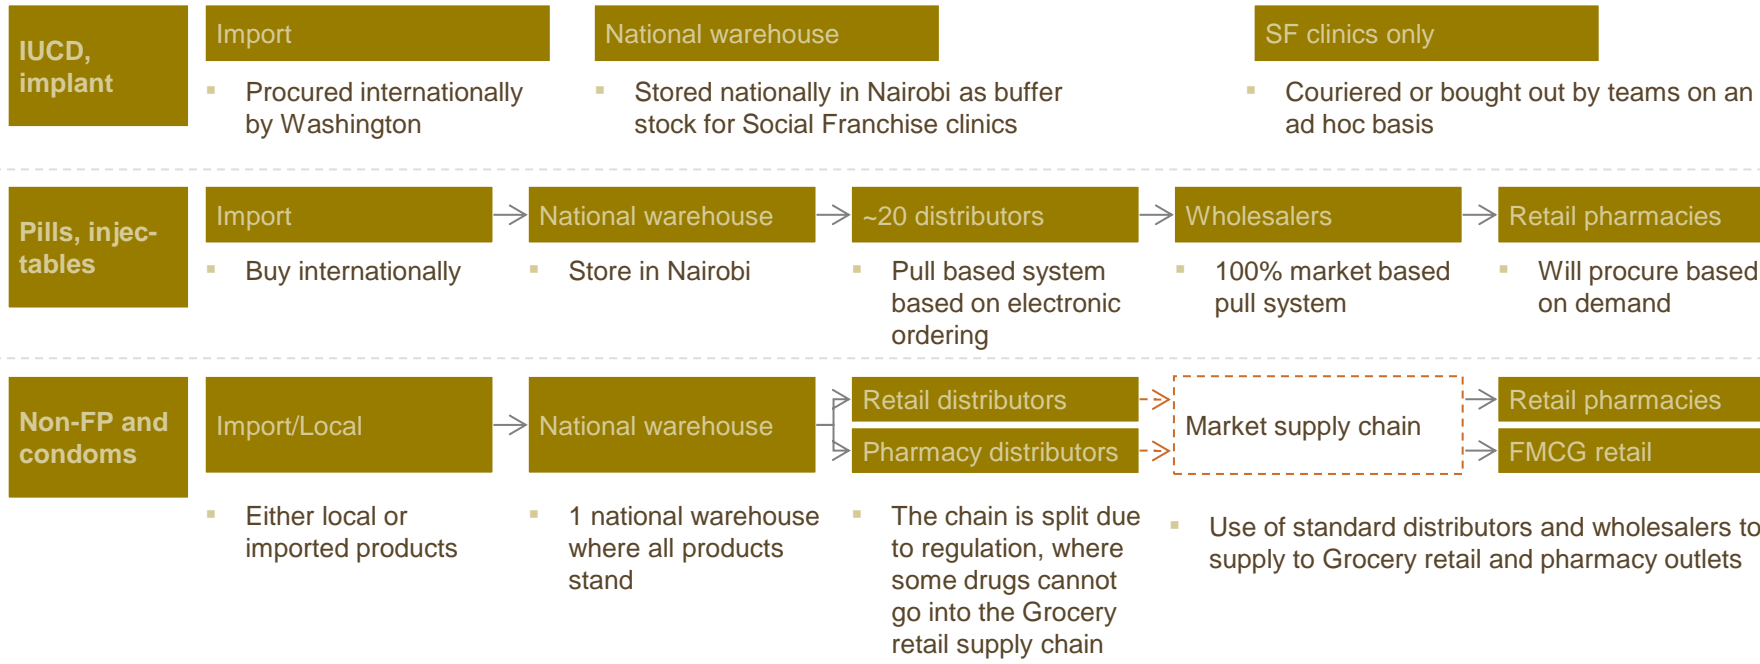 IUCD,
implant
Import
National warehouse
SF clinics only
▪ Procured internationally
by Washington
▪ Stored nationally in Nairobi as buffer
stock for Social Franchise clinics
▪ Couriered or bought out by teams on an
ad hoc basis
Pills, injec-
tables
Import
National warehouse
~20 distributors
Wholesalers
Retail pharmacies
▪ Buy internationally
▪ Store in Nairobi
▪ Pull based system
based on electronic
ordering
▪ 100% market based
pull system
▪ Will procure based
on demand
Non-FP and
condoms
Import/Local
National warehouse
Retail distributors
Pharmacy distributors
Market supply chain
Retail pharmacies
FMCG retail
▪ Either local or
imported products
▪ 1 national warehouse
where all products
stand
▪ The chain is split due
to regulation, where
some drugs cannot
go into the Grocery
retail supply chain
▪ Use of standard distributors and wholesalers to
supply to Grocery retail and pharmacy outlets